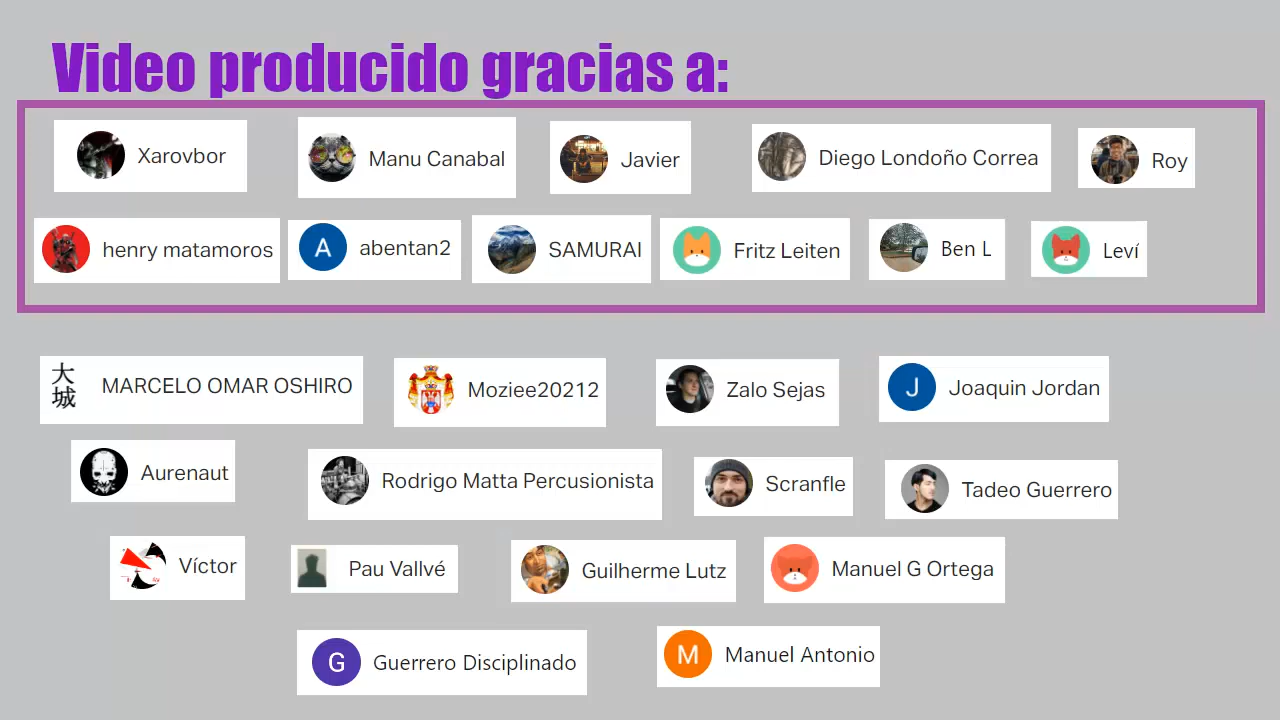 Video producido gracias a:
Xarovbor
Manu Canabal
Javier
Diego Londoño Correa
Roy
henry matamoros
A
abentan2
SAMURAI
Fritz Leiten
Ben L
Leví
大
城
MARCELO OMAR OSHIRO
Moziee20212
Zalo Sejas
J
Joaquin Jordan
Aurenaut
Rodrigo Matta Percusionista
Scranfle
Tadeo Guerrero
Víctor
Pau Vallvé
Guilherme Lutz
Manuel G Ortega
G
Guerrero Disciplinado
M
Manuel Antonio